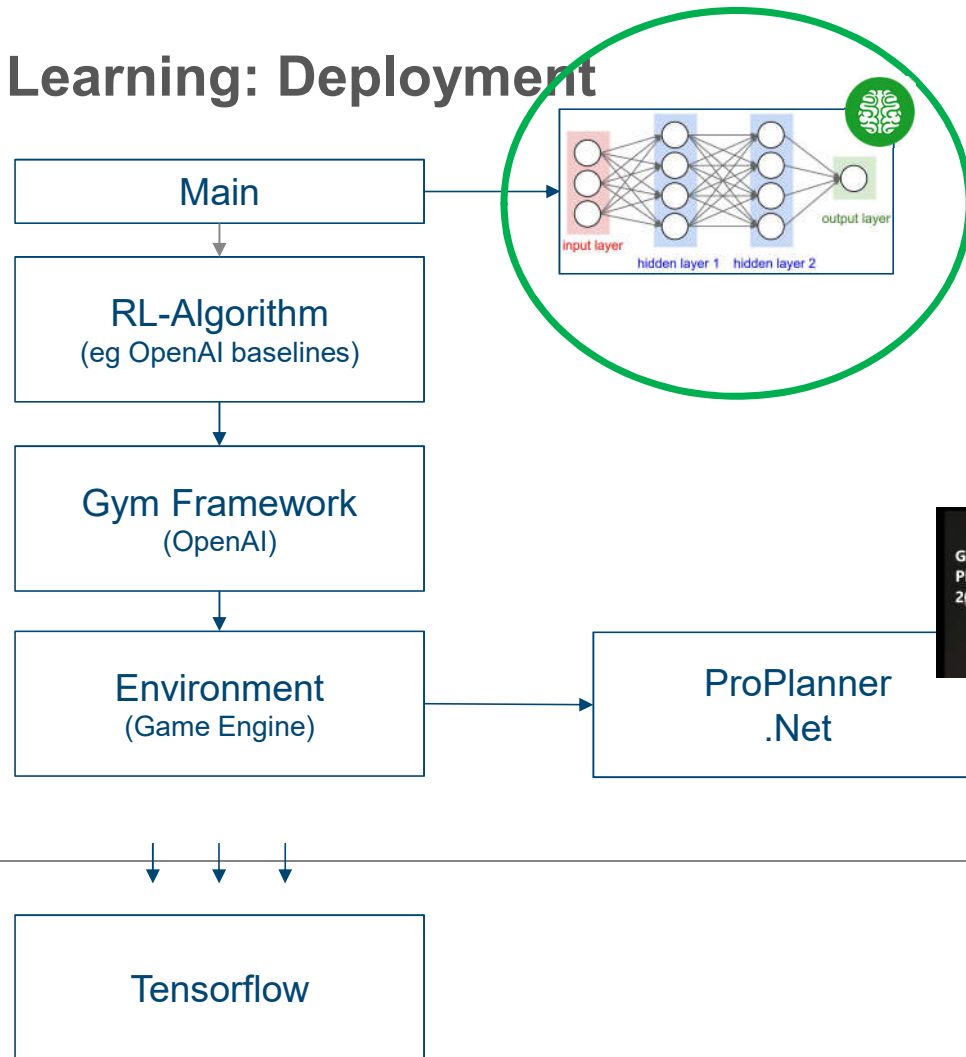 Learning: Deployment
Main
input layer
hidden layer 1
hidden layer 2
output layer
RL-Algorithm
(eg OpenAI baselines)
Gym Framework
(OpenAI)
Environment
(Game Engine)
ProPlanner
.Net
Tensorflow